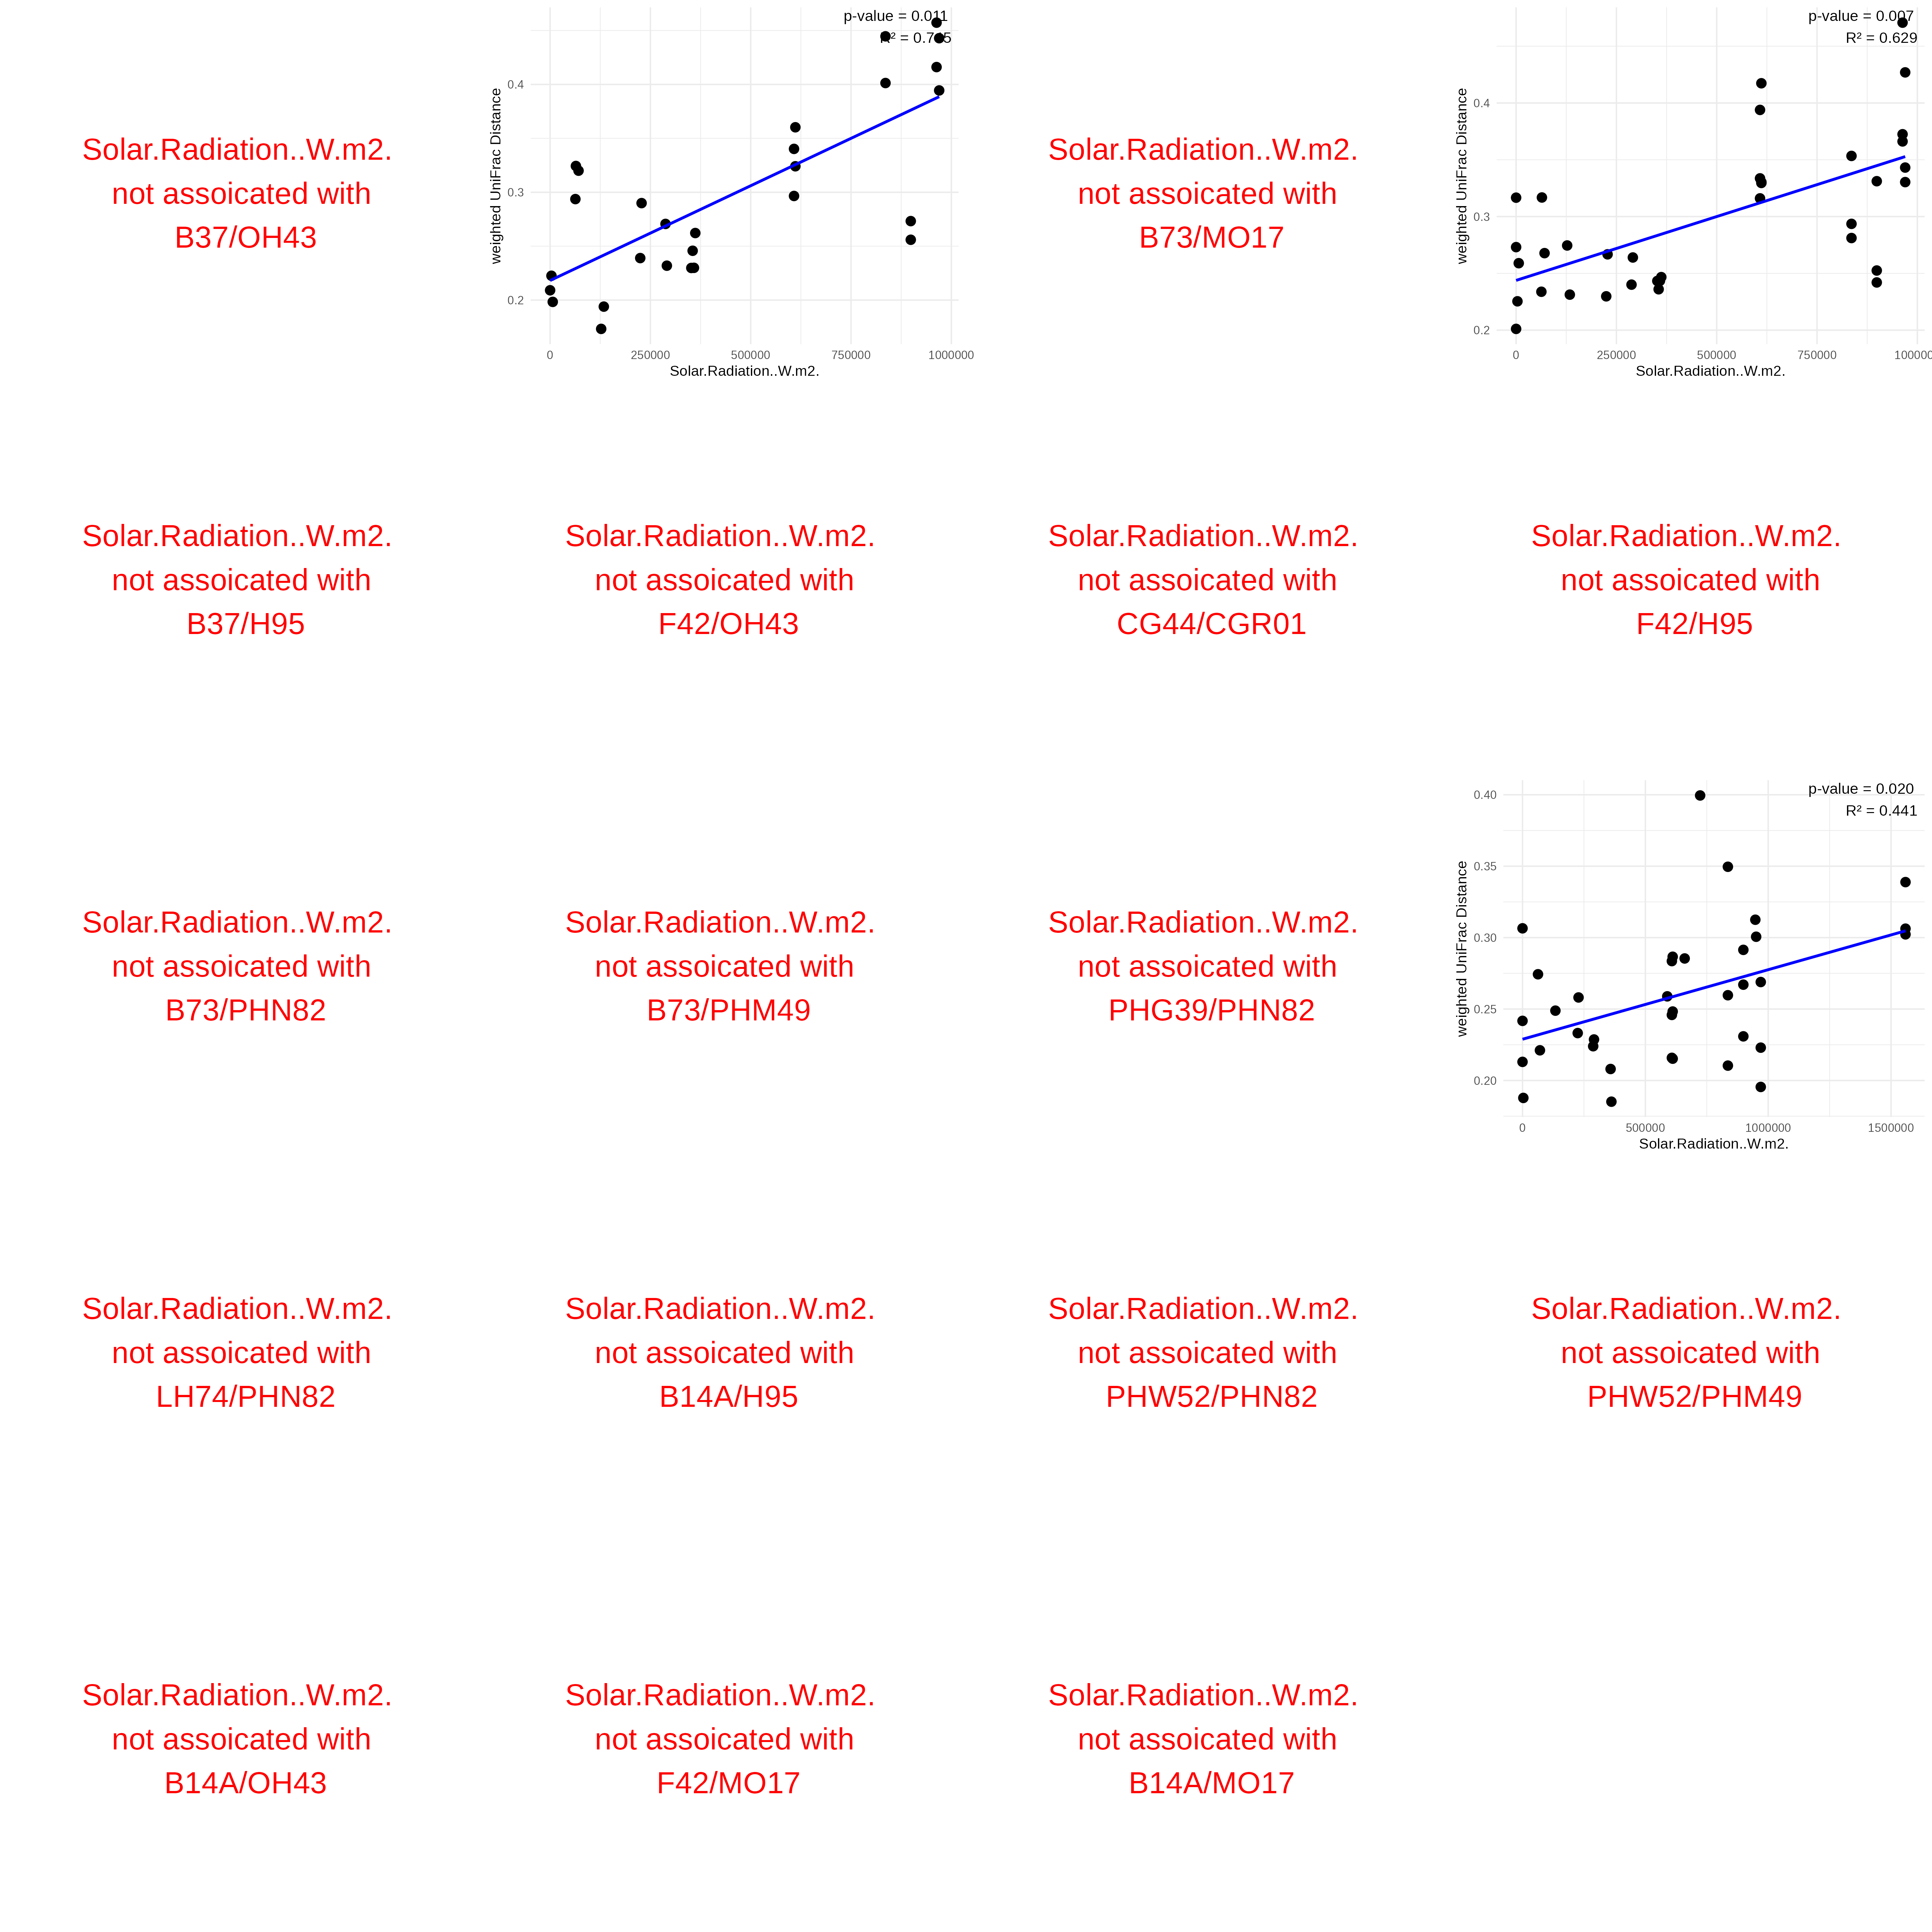 p-value = 0.011
0.4
0.3
0.2
weighted UniFrac Distance
0 250000 500000 750000 1000000
Solar.Radiation..W.m2.
p-value = 0.007
R² = 0.629
0.4
0.3
0.2
weighted UniFrac Distance
0 250000 500000 750000
Solar.Radiation..W.m2.
Solar.Radiation..W.m2.
not assoicated with
B37/OH43
Solar.Radiation..W.m2.
not assoicated with
B73/MO17
Solar.Radiation..W.m2.
not assoicated with
B37/H95
Solar.Radiation..W.m2.
not assoicated with
F42/OH43
Solar.Radiation..W.m2.
not assoicated with
CG44/CGR01
Solar.Radiation..W.m2.
not assoicated with
F42/H95
Solar.Radiation..W.m2.
not assoicated with
B73/PHN82
Solar.Radiation..W.m2.
not assoicated with
B73/PHM49
Solar.Radiation..W.m2.
not assoicated with
PHG39/PHN82
p-value = 0.020
R² = 0.441
0.40
0.35
0.30
0.25
0.20
weighted UniFrac Distance
0 500000 1000000 1500000
Solar.Radiation..W.m2.
Solar.Radiation..W.m2.
not assoicated with
LH74/PHN82
Solar.Radiation..W.m2.
not assoicated with
B14A/H95
Solar.Radiation..W.m2.
not assoicated with
PHW52/PHN82
Solar.Radiation..W.m2.
not assoicated with
PHW52/PHM49
Solar.Radiation..W.m2.
not assoicated with
B14A/OH43
Solar.Radiation..W.m2.
not assoicated with
F42/MO17
Solar.Radiation..W.m2.
not assoicated with
B14A/MO17